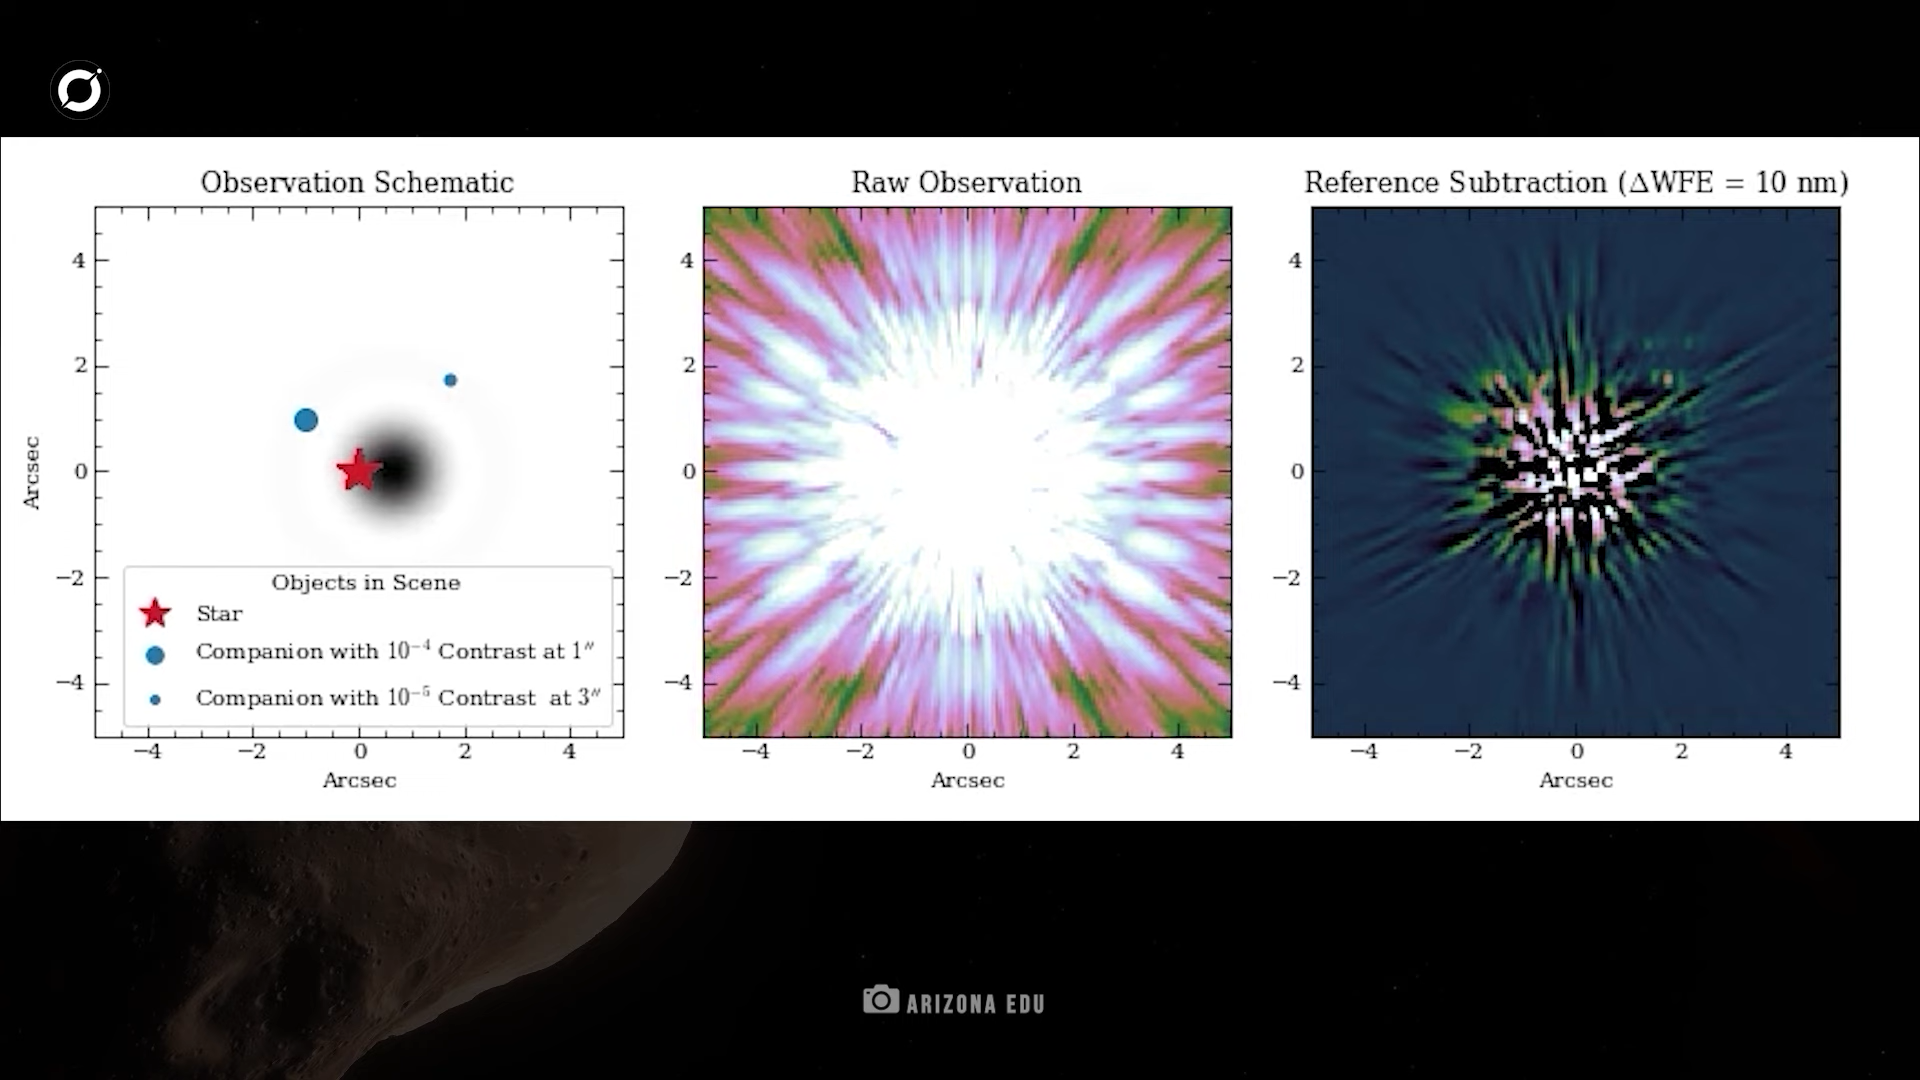 Observation Schematic
Raw Observation
Reference Subtraction (ΔWFE = 10 nm)
4
2
0
−2
−4
Arcsec
Objects in Scene
Star
Companion with 10⁻⁴ Contrast at 1″
Companion with 10⁻⁵ Contrast at 3″
−4 −2 0 2 4
Arcsec
4
2
0
−2
−4
−4 −2 0 2 4
Arcsec
4
2
0
−2
−4
−4 −2 0 2 4
Arcsec
ARIZONA EDU